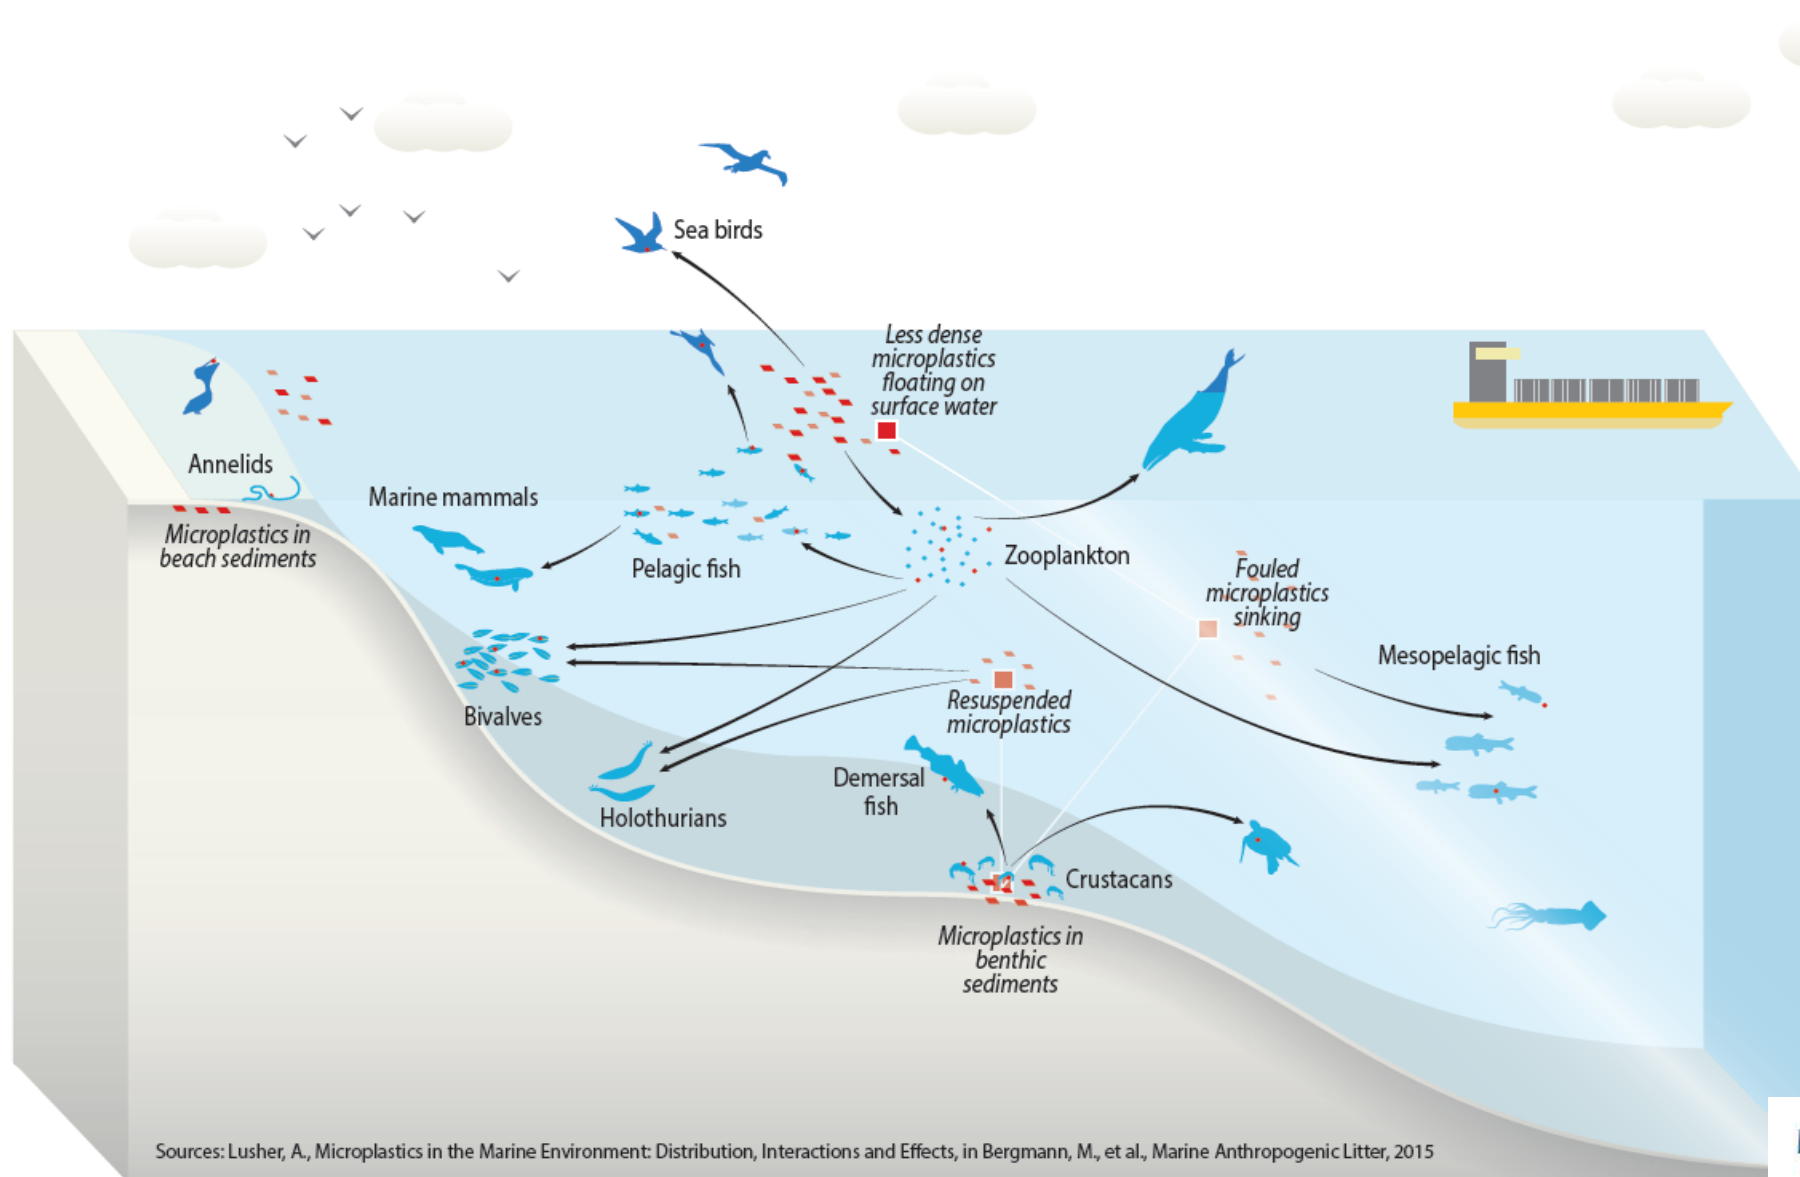 Sea birds
Less dense
microplastics
floating on
surface water
Annelids
Marine mammals
Microplastics in
beach sediments
Pelagic fish
Zooplankton
Fouled
microplastics
sinking
Mesopelagic fish
Resuspended
microplastics
Bivalves
Demersal
fish
Holothurians
Crustacans
Microplastics in
benthic
sediments
Sources: Lusher, A., Microplastics in the Marine Environment: Distribution, Interactions and Effects, in Bergmann, M., et al., Marine Anthropogenic Litter, 2015